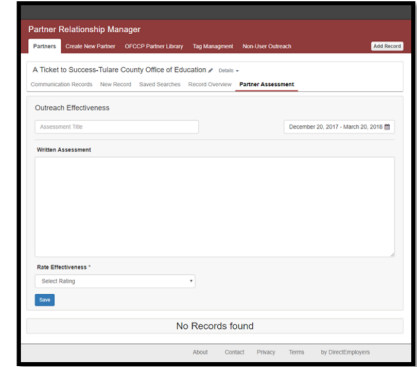 Partner Relationship Manager
Partners Create New Partner OFCCP Partner Library Tag Managment Non-User Outreach Add Record
A Ticket to Success-Tulare County Office of Education Details
Communication Records New Record Saved Searches Record Overview Partner Assessment
Outreach Effectiveness
Assessment Title December 20, 2017 - March 20, 2018
Written Assessment
Rate Effectiveness *
Select Rating
Save
No Records found
About Contact Privacy Terms by DirectEmployers